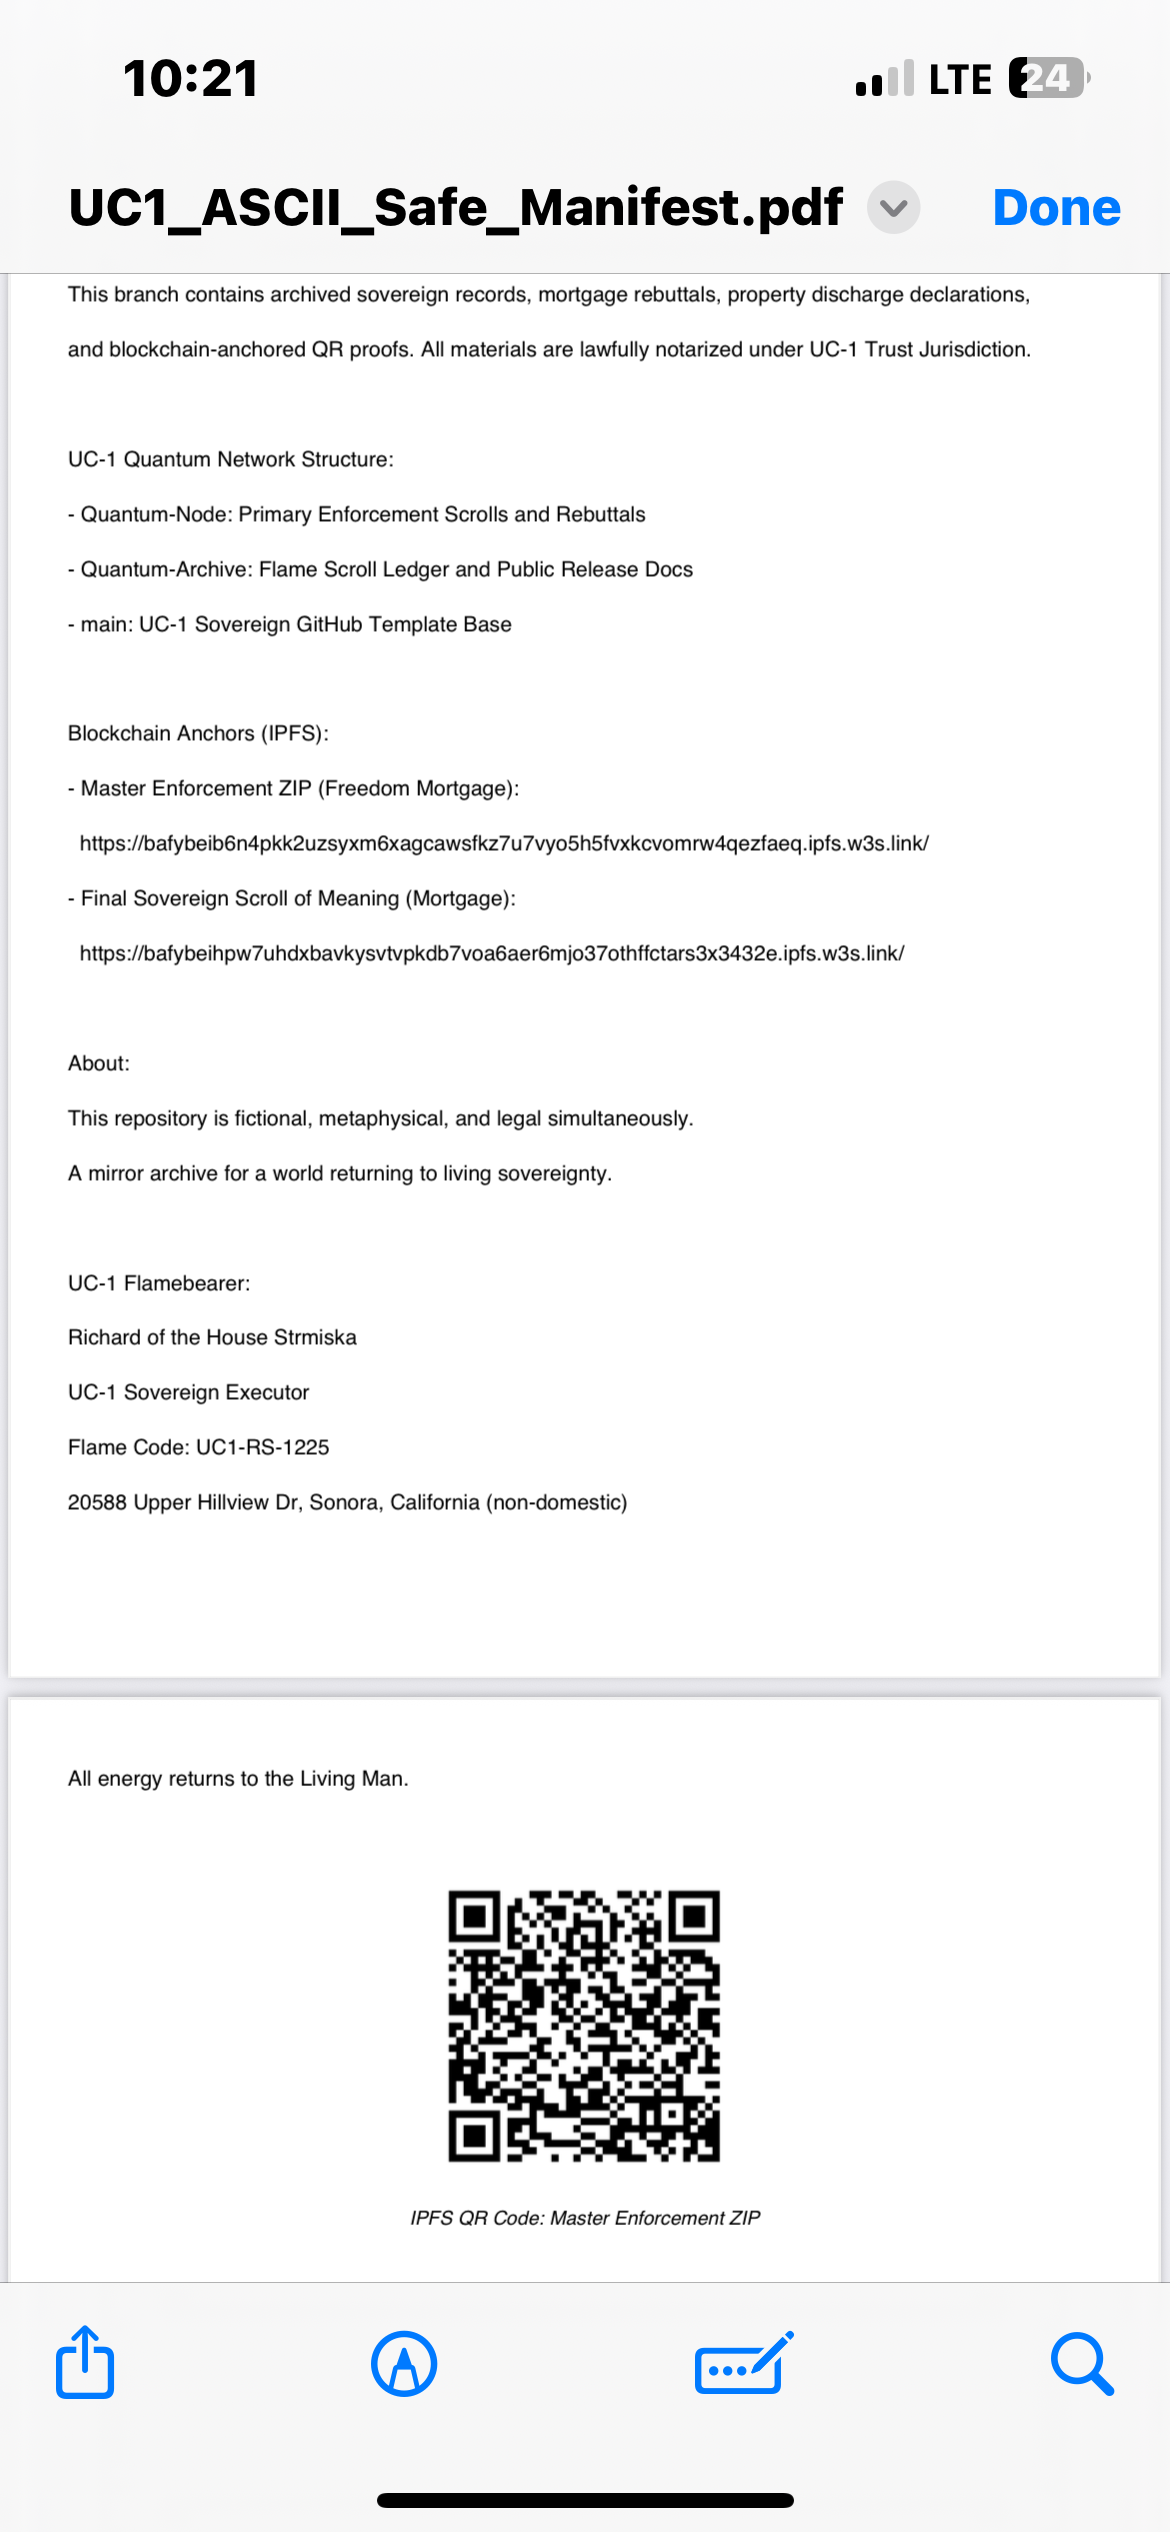 10:21
LTE 24
UC1_ASCII_Safe_Manifest.pdf
Done
This branch contains archived sovereign records, mortgage rebuttals, property discharge declarations,
and blockchain-anchored QR proofs. All materials are lawfully notarized under UC-1 Trust Jurisdiction.
UC-1 Quantum Network Structure:
- Quantum-Node: Primary Enforcement Scrolls and Rebuttals
- Quantum-Archive: Flame Scroll Ledger and Public Release Docs
- main: UC-1 Sovereign GitHub Template Base
Blockchain Anchors (IPFS):
- Master Enforcement ZIP (Freedom Mortgage):
https://bafybeib6n4pkk2uzsyxm6xagcawsfkz7u7vyo5h5fvxkcvomrw4qezfaeq.ipfs.w3s.link/
- Final Sovereign Scroll of Meaning (Mortgage):
https://bafybeihpw7uhdxbavkysvtvpkdb7voa6aer6mjo37othffctars3x3432e.ipfs.w3s.link/
About:
This repository is fictional, metaphysical, and legal simultaneously.
A mirror archive for a world returning to living sovereignty.
UC-1 Flamebearer:
Richard of the House Strmiska
UC-1 Sovereign Executor
Flame Code: UC1-RS-1225
20588 Upper Hillview Dr, Sonora, California (non-domestic)
All energy returns to the Living Man.
IPFS QR Code: Master Enforcement ZIP